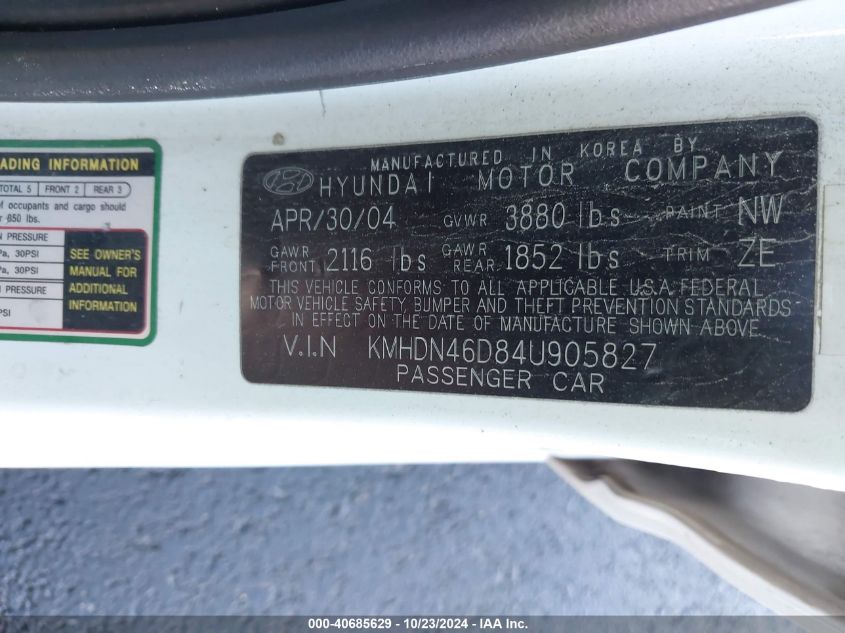 ADING INFORMATION
TOTAL 5 FRONT 2 REAR 3
of occupants and cargo should
850 lbs.
PRESSURE
Pa, 30PSI
Pa, 30PSI
PRESSURE
PSI
SEE OWNER'S
MANUAL FOR
ADDITIONAL
INFORMATION
MANUFACTURED IN KOREA BY
HYUNDAI MOTOR COMPANY
APR/30/04 GVWR 3880 lbs PAINT NW
GAWR FRONT 2116 lbs GAWR REAR 1852 lbs TRIM ZE
THIS VEHICLE CONFORMS TO ALL APPLICABLE U.S.A. FEDERAL
MOTOR VEHICLE SAFETY, BUMPER AND THEFT PREVENTION STANDARDS
IN EFFECT ON THE DATE OF MANUFACTURE SHOWN ABOVE.
V.I.N KMHDN46D84U905827
PASSENGER CAR
000-40685629 - 10/23/2024 - IAA Inc.